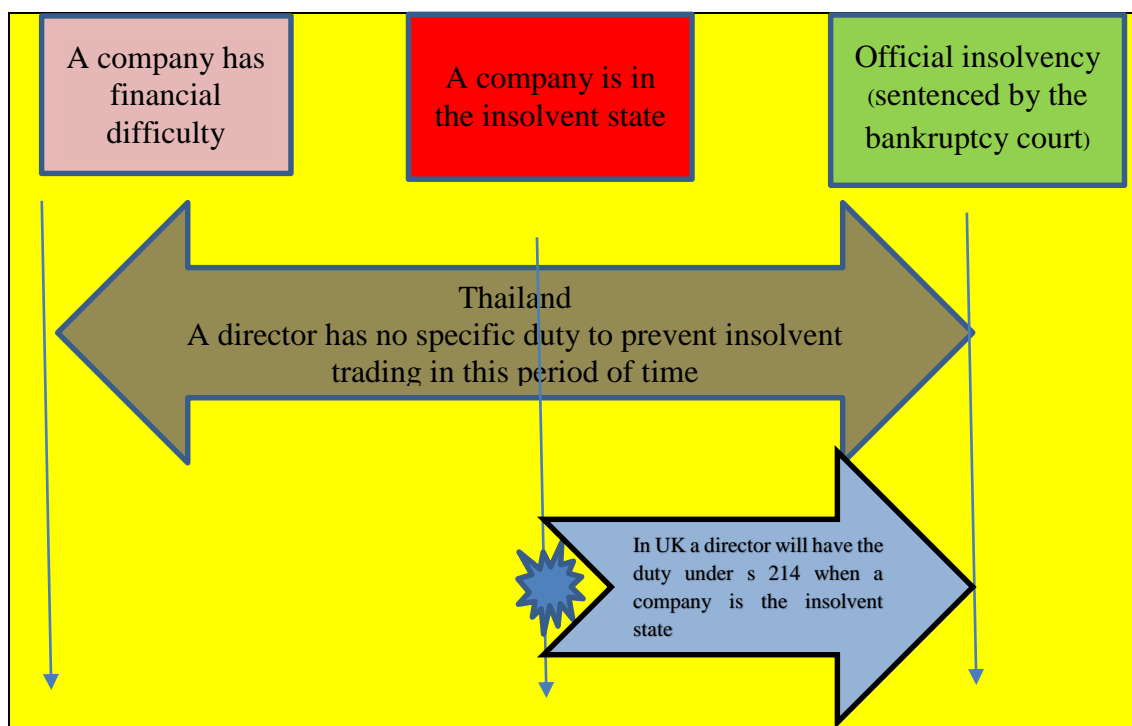 A company has
financial
difficulty
A company is in
the insolvent state
Official insolvency
(sentenced by the
bankruptcy court)
Thailand
A director has no specific duty to prevent insolvent
trading in this period of time
In UK a director will have the
duty under s 214 when a
company is the insolvent
state